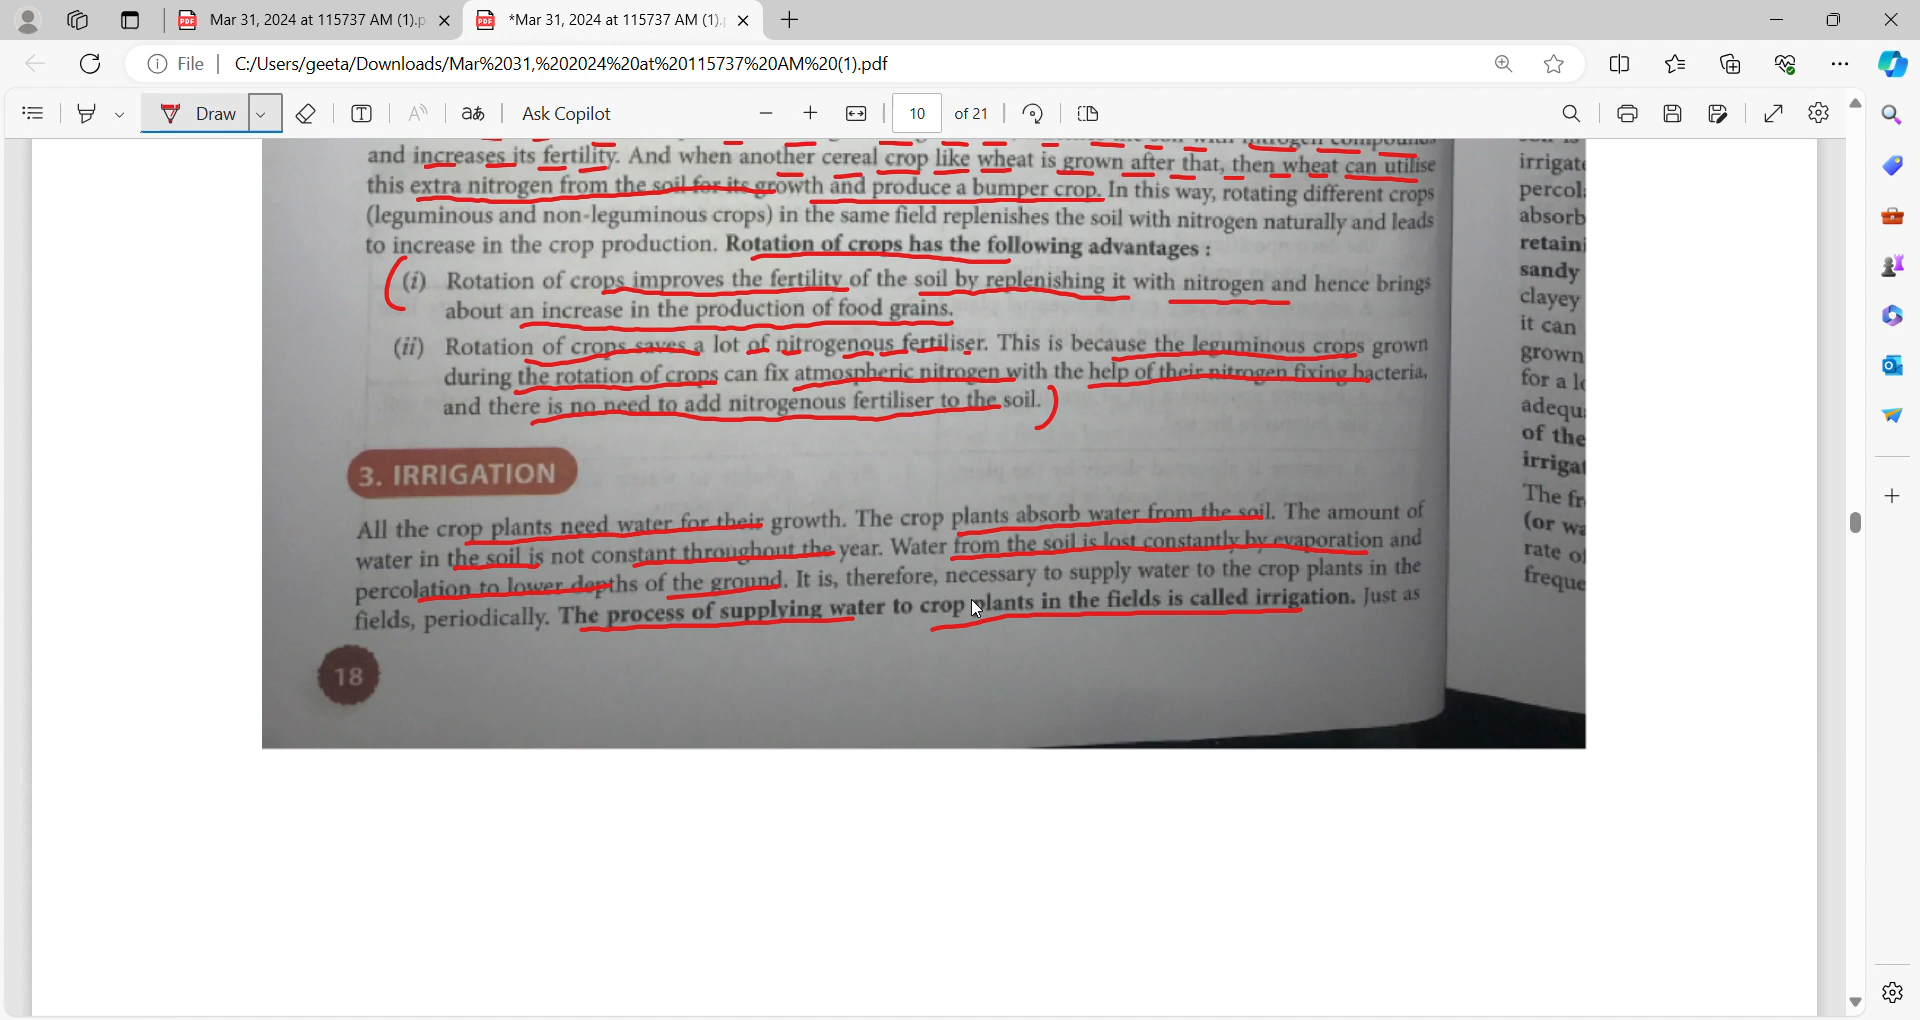 Mar 31, 2024 at 115737 AM (1).p
*Mar 31, 2024 at 115737 AM (1).
File
C:/Users/geeta/Downloads/Mar%2031,%202024%20at%20115737%20AM%20(1).pdf
Draw
Ask Copilot
10 of 21
and increases its fertility. And when another cereal crop like wheat is grown after that, then wheat can utilise
this extra nitrogen from the soil for its growth and produce a bumper crop. In this way, rotating different crops
(leguminous and non-leguminous crops) in the same field replenishes the soil with nitrogen naturally and leads
to increase in the crop production. Rotation of crops has the following advantages :
(i) Rotation of crops improves the fertility of the soil by replenishing it with nitrogen and hence brings
about an increase in the production of food grains.
(ii) Rotation of crops saves a lot of nitrogenous fertiliser. This is because the leguminous crops grown
during the rotation of crops can fix atmospheric nitrogen with the help of their nitrogen fixing bacteria,
and there is no need to add nitrogenous fertiliser to the soil.
3. IRRIGATION
All the crop plants need water for their growth. The crop plants absorb water from the soil. The amount of
water in the soil is not constant throughout the year. Water from the soil is lost constantly by evaporation and
percolation to lower depths of the ground. It is, therefore, necessary to supply water to the crop plants in the
fields, periodically. The process of supplying water to crop plants in the fields is called irrigation. Just as
18
irrigate
percol
absorb
retaini
sandy
clayey
it can
grown
for a lo
adequ
of the
irrigat
The fr
(or wa
rate o
freque